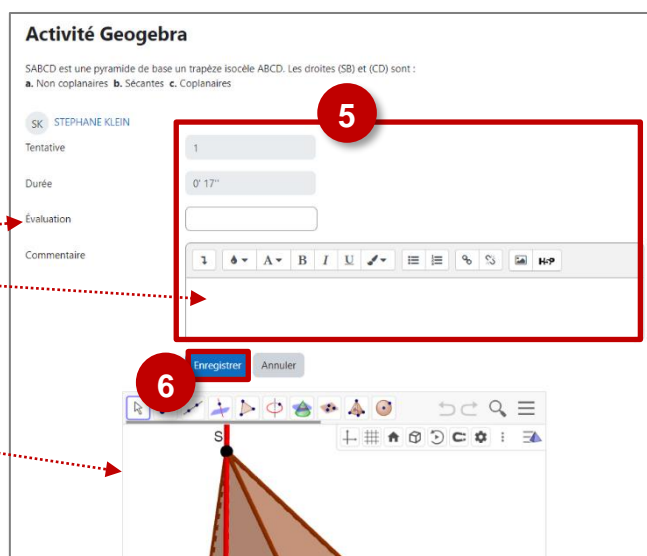 Activité Geogebra
SABCD est une pyramide de base un trapèze isocèle ABCD. Les droites (SB) et (CD) sont :
a. Non coplanaires b. Sécantes c. Coplanaires
5
SK STEPHANE KLEIN
Tentative 1
Durée 0' 17''
Évaluation
Commentaire
A B I U H-P
6 Enregistrer Annuler
S